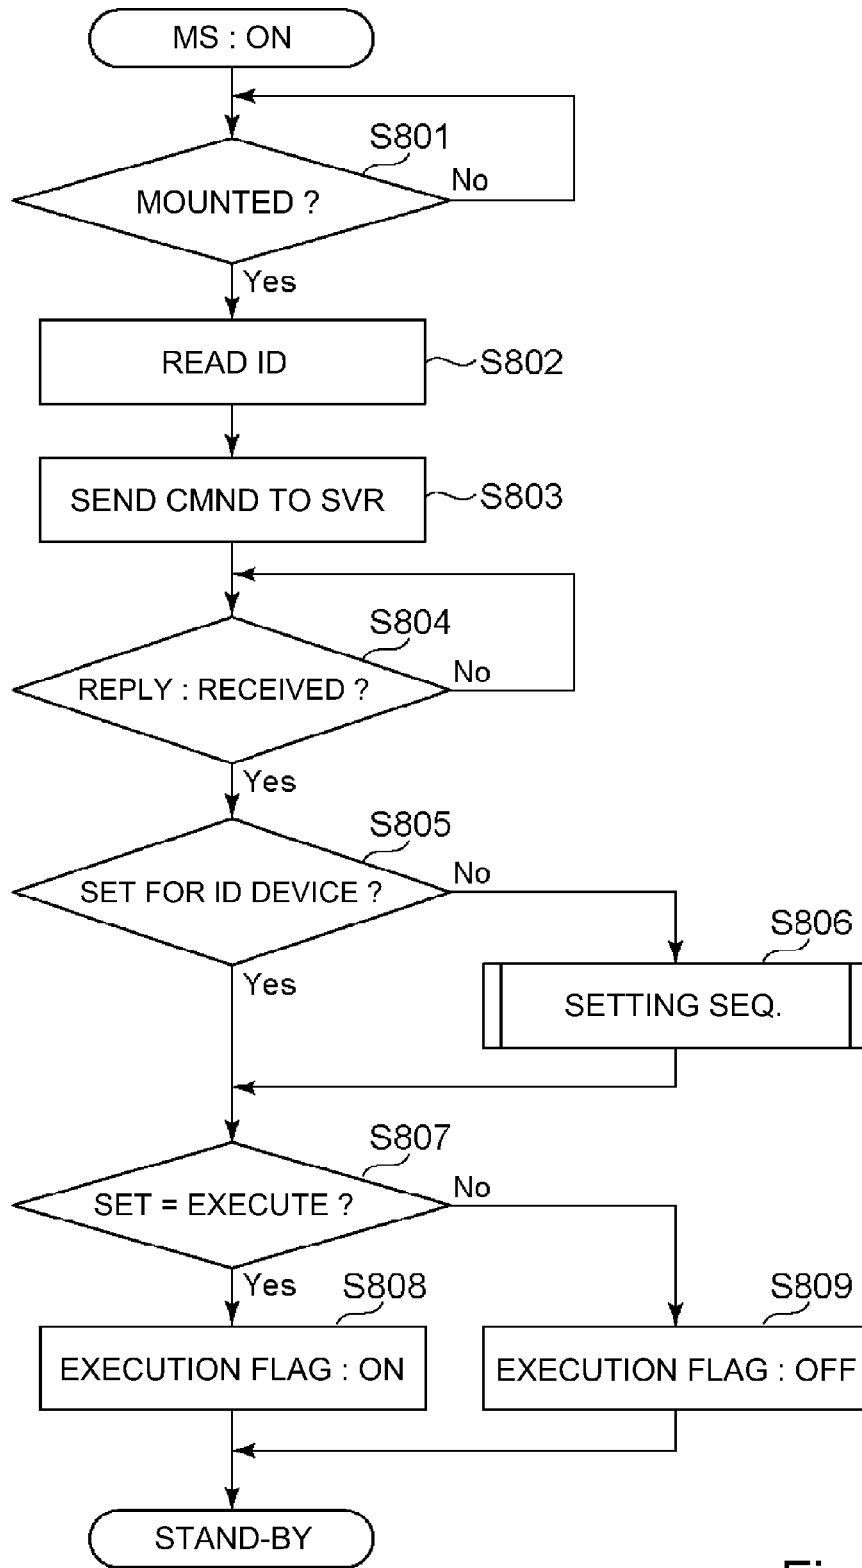 MS : ON
S801
MOUNTED ?
No
Yes
READ ID
S802
SEND CMND TO SVR
S803
S804
REPLY : RECEIVED ?
No
Yes
S805
SET FOR ID DEVICE ?
No
Yes
S806
SETTING SEQ.
S807
SET = EXECUTE ?
No
Yes
S808
EXECUTION FLAG : ON
S809
EXECUTION FLAG : OFF
STAND-BY